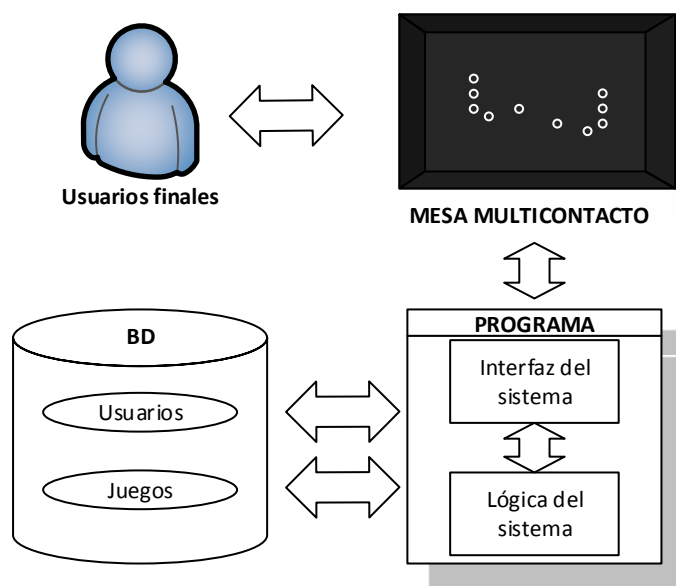 Usuarios finales
MESA MULTICONTACTO
BD
Usuarios
Juegos
PROGRAMA
Interfaz del
sistema
Lógica del
sistema